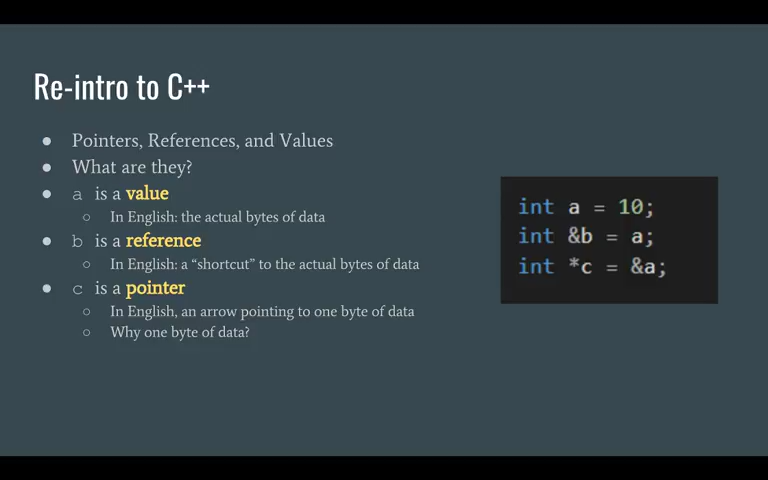 Re-intro to C++
● Pointers, References, and Values
● What are they?
● a is a value
○ In English: the actual bytes of data
● b is a reference
○ In English: a “shortcut” to the actual bytes of data
● c is a pointer
○ In English, an arrow pointing to one byte of data
○ Why one byte of data?
int a = 10;
int &b = a;
int *c = &a;